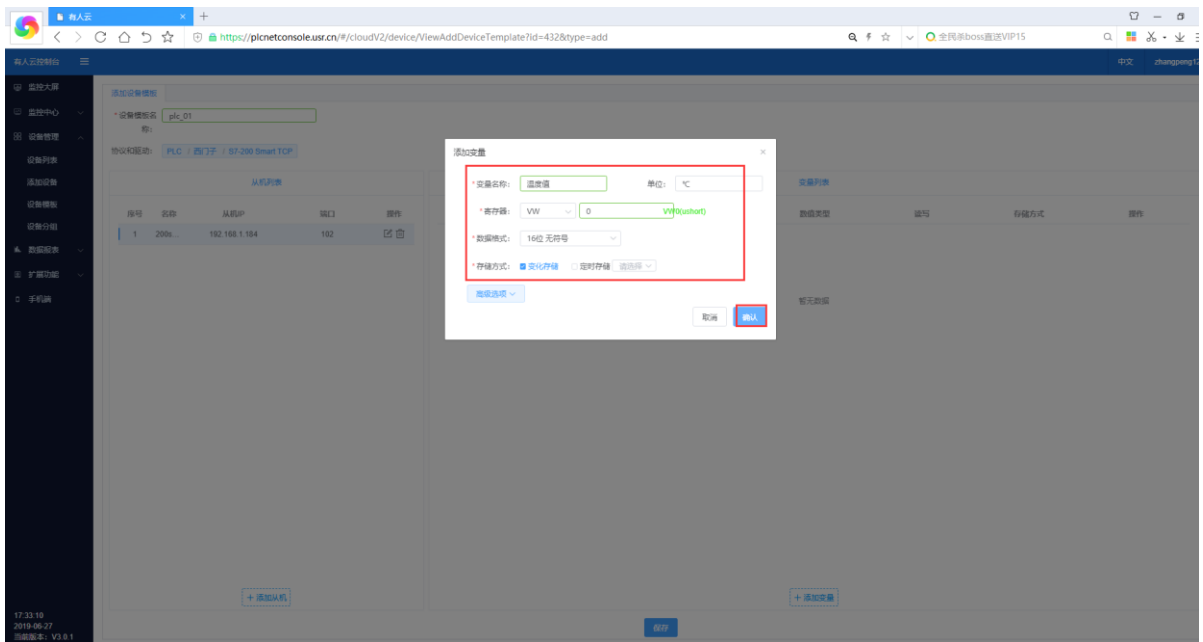 有人云
https://plcnetconsole.usr.cn/#/cloudV2/device/ViewAddDeviceTemplate?id=432&type=add
全民杀boss直送VIP15
有人云控制台 中文 zhangpeng12
监控大屏
监控中心
设备管理
设备列表
添加设备
设备模板
设备分组
数据报表
扩展功能
手机端
17:33:10
2019-06-27
当前版本：V3.0.1
添加设备模板
*设备模板名称： plc_01
协议和驱动： PLC / 西门子 / S7-200 Smart TCP
从机列表
序号 名称 从机IP 端口 操作
1 200s... 192.168.1.184 102
+ 添加从机
变量列表
数值类型 读写 存储方式 操作
暂无数据
+ 添加变量
保存
添加变量 ×
*变量名称： 温度值 单位： ℃
*寄存器： VW 0 VW0(ushort)
*数据格式： 16位 无符号
*存储方式： 变化存储 定时存储 请选择
高级选项
取消 确认